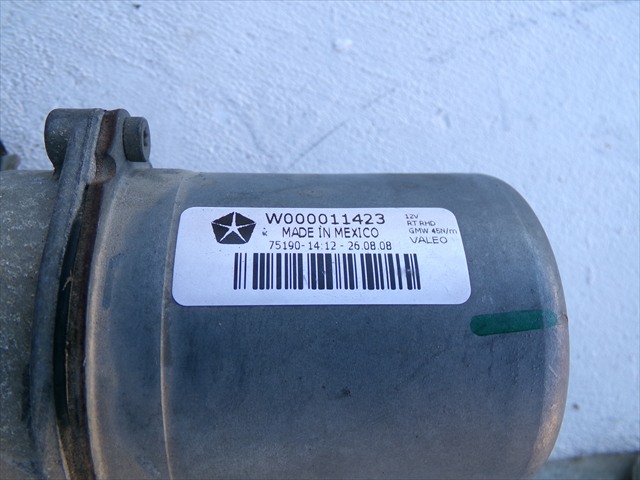 W000011423
MADE IN MEXICO
75190-14:12-26.08.08
12V
RT RHD
GMW 45N/m
VALEO